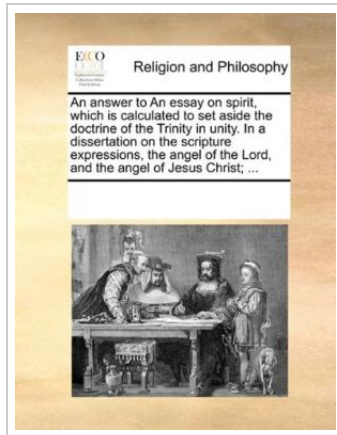 ECCO
Religion and Philosophy
An answer to An essay on spirit,
which is calculated to set aside the
doctrine of the Trinity in unity. In a
dissertation on the scripture
expressions, the angel of the Lord,
and the angel of Jesus Christ; ...